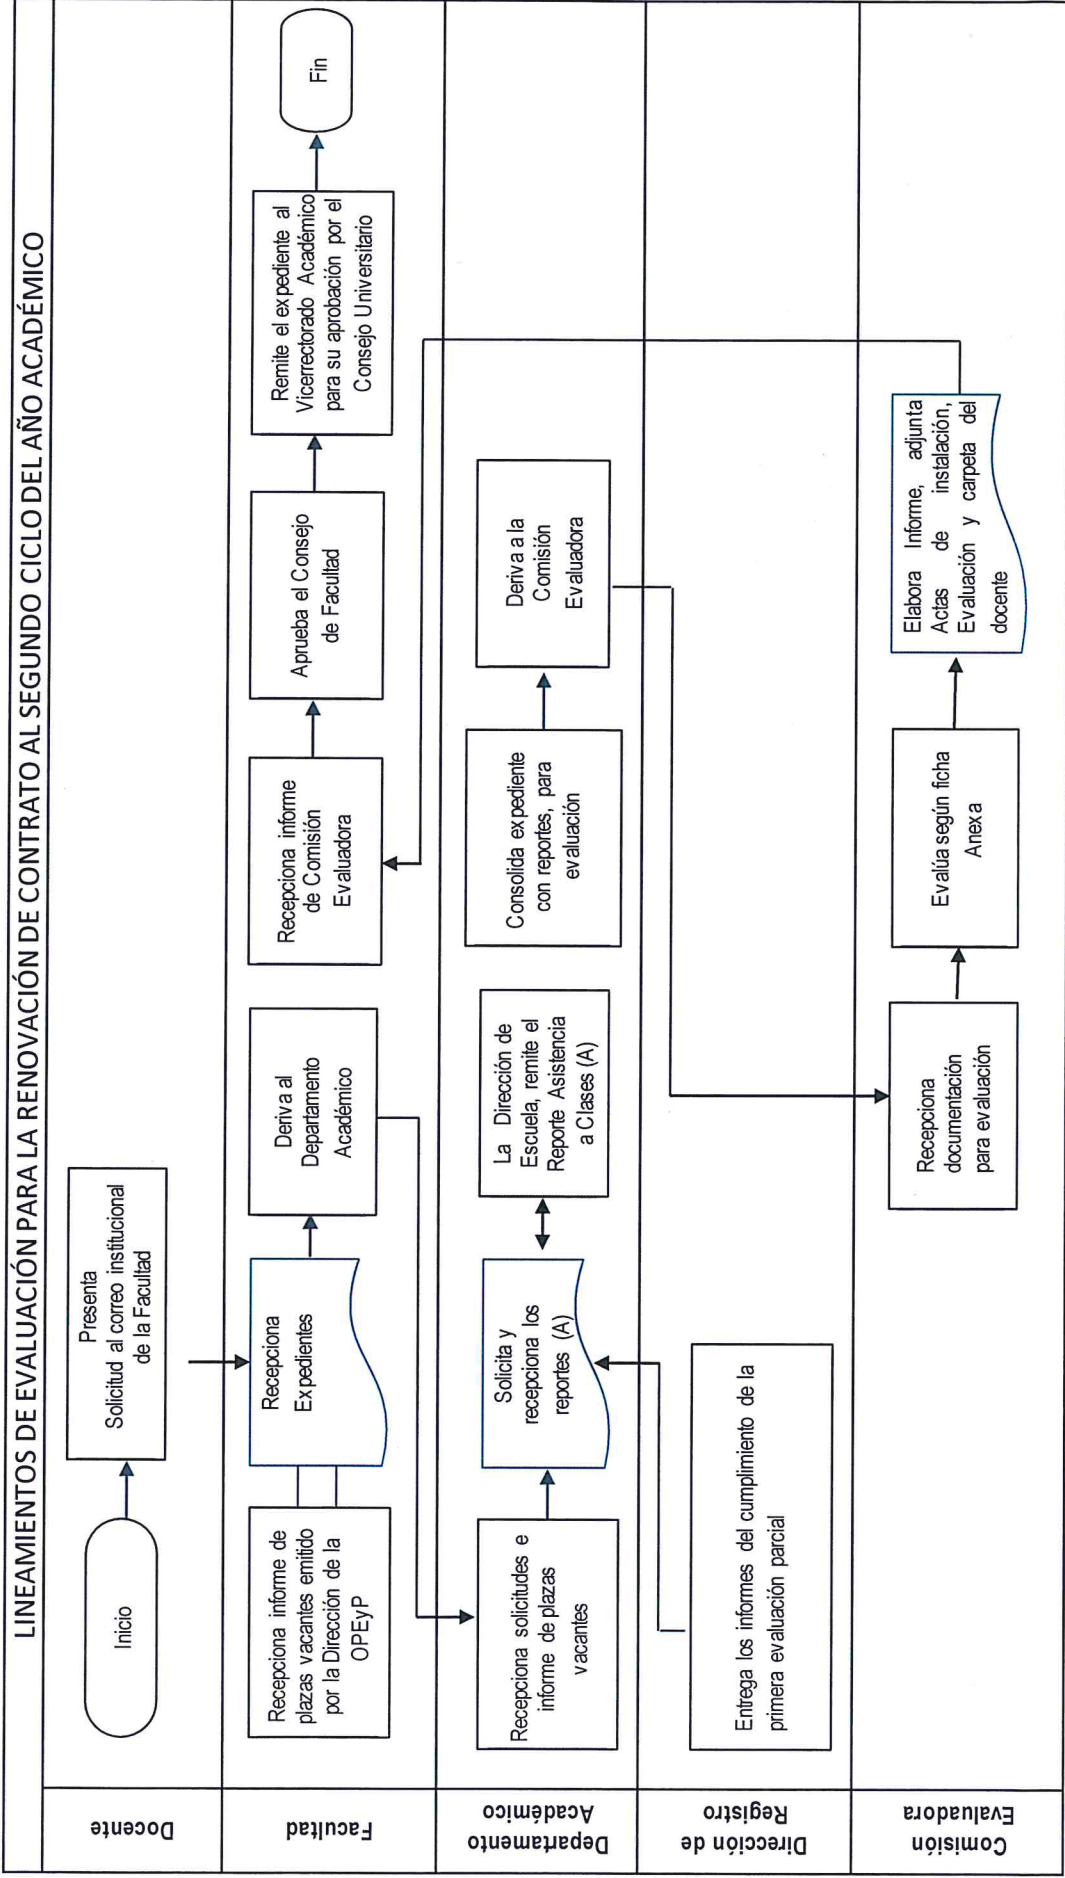 LINEAMIENTOS DE EVALUACIÓN PARA LA RENOVACIÓN DE CONTRATO AL SEGUNDO CICLO DEL AÑO ACADÉMICO
Docente
Inicio
Presenta
Solicitud al correo institucional
de la Facultad
Facultad
Recepciona informe de
plazas vacantes emitido
por la Dirección de la
OPEyP
Recepciona
Expedientes
Deriva al
Departamento
Académico
Recepciona informe
de Comisión
Evaluadora
Aprueba el Consejo
de Facultad
Remite el expediente al
Vicerrectorado Académico
para su aprobación por el
Consejo Universitario
Fin
Departamento
Académico
Recepciona solicitudes e
informe de plazas
vacantes
Solicita y
recepciona los
reportes (A)
La Dirección de
Escuela, remite el
Reporte Asistencia
a Clases (A)
Consolida expediente
con reportes, para
evaluación
Deriva a la
Comisión
Evaluadora
Dirección de
Registro
Entrega los informes del cumplimiento de la
primera evaluación parcial
Comisión
Evaluadora
Recepciona
documentación
para evaluación
Evalúa según ficha
Anexa
Elabora Informe, adjunta
Actas de instalación,
Evaluación y carpeta del
docente